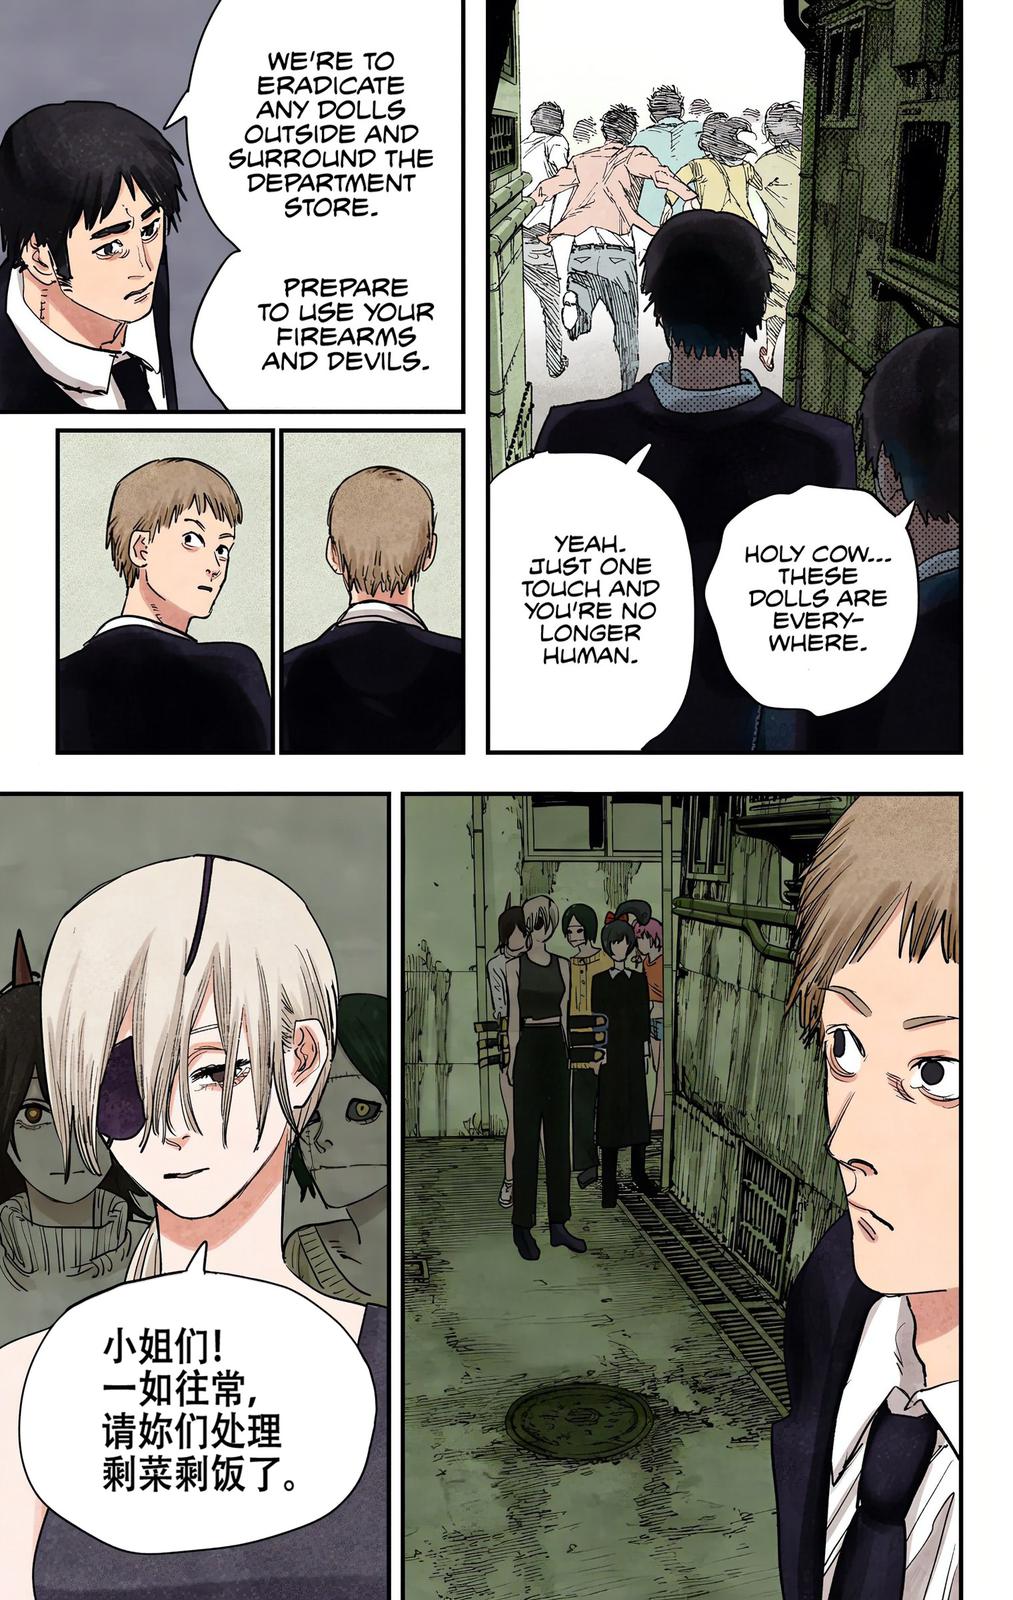 HOLY COW...
THESE
DOLLS ARE
EVERY-
WHERE.
YEAH.
JUST ONE
TOUCH AND
YOU'RE NO
LONGER
HUMAN.
WE'RE TO
ERADICATE
ANY DOLLS
OUTSIDE AND
SURROUND THE
DEPARTMENT
STORE.
PREPARE
TO USE YOUR
FIREARMS
AND DEVILS.
小姐们!
一如往常,
请妳们处理
剩菜剩饭了。